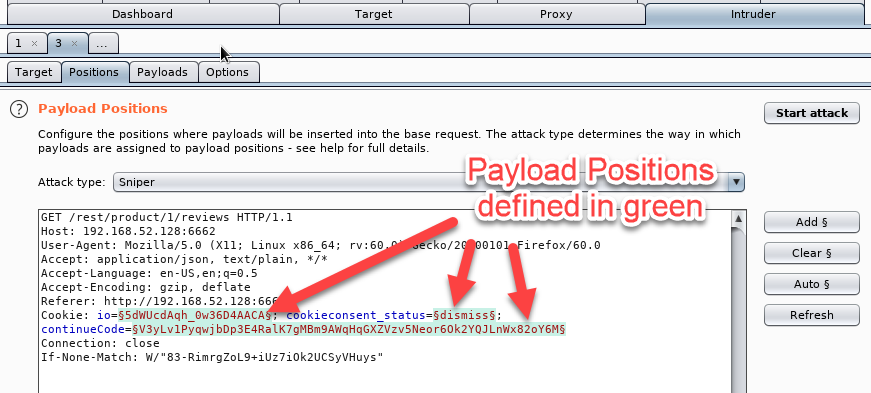 Dashboard Target Proxy Intruder
1 × 3 × ...
Target Positions Payloads Options
? Payload Positions
Start attack
Configure the positions where payloads will be inserted into the base request. The attack type determines the way in which
payloads are assigned to payload positions - see help for full details.
Attack type: Sniper
Payload Positions
defined in green
GET /rest/product/1/reviews HTTP/1.1
Host: 192.168.52.128:6662
User-Agent: Mozilla/5.0 (X11; Linux x86_64; rv:60.0) Gecko/20100101 Firefox/60.0
Accept: application/json, text/plain, */*
Accept-Language: en-US,en;q=0.5
Accept-Encoding: gzip, deflate
Referer: http://192.168.52.128:666
Cookie: io=§5dWUcdAqh_0w36D4AACA§; cookieconsent_status=§dismiss§;
continueCode=§V3yLv1PyqwjbDp3E4RalK7gMBm9AWqHqGXZVzv5Neor6Ok2YQJLnWx82oY6M§
Connection: close
If-None-Match: W/"83-RimrgZoL9+iUz7iOk2UCSyVHuys"
Add §
Clear §
Auto §
Refresh